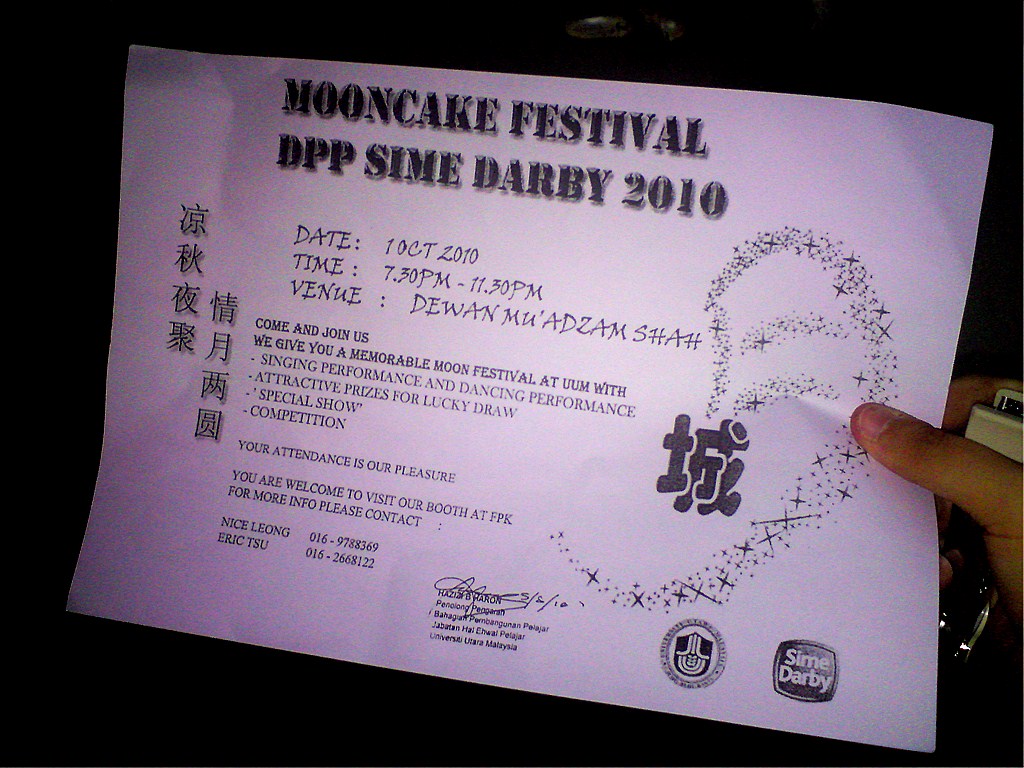 MOONCAKE FESTIVAL
DPP SIME DARBY 2010
凉秋夜聚
情月两圆
DATE: 1 OCT 2010
TIME : 7.30PM - 11.30PM
VENUE : DEWAN MU'ADZAM SHAH
COME AND JOIN US
WE GIVE YOU A MEMORABLE MOON FESTIVAL AT UUM WITH
- SINGING PERFORMANCE AND DANCING PERFORMANCE
- ATTRACTIVE PRIZES FOR LUCKY DRAW
- ' SPECIAL SHOW'
- COMPETITION
城
YOUR ATTENDANCE IS OUR PLEASURE
YOU ARE WELCOME TO VISIT OUR BOOTH AT FPK
FOR MORE INFO PLEASE CONTACT :
NICE LEONG 016 - 9788369
ERIC TSU 016 - 2668122
HARON
Penolong Pengarah
Bahagian Pembangunan Pelajar
Jabatan Hal Ehwal Pelajar
Universiti Utara Malaysia
Sime
Darby